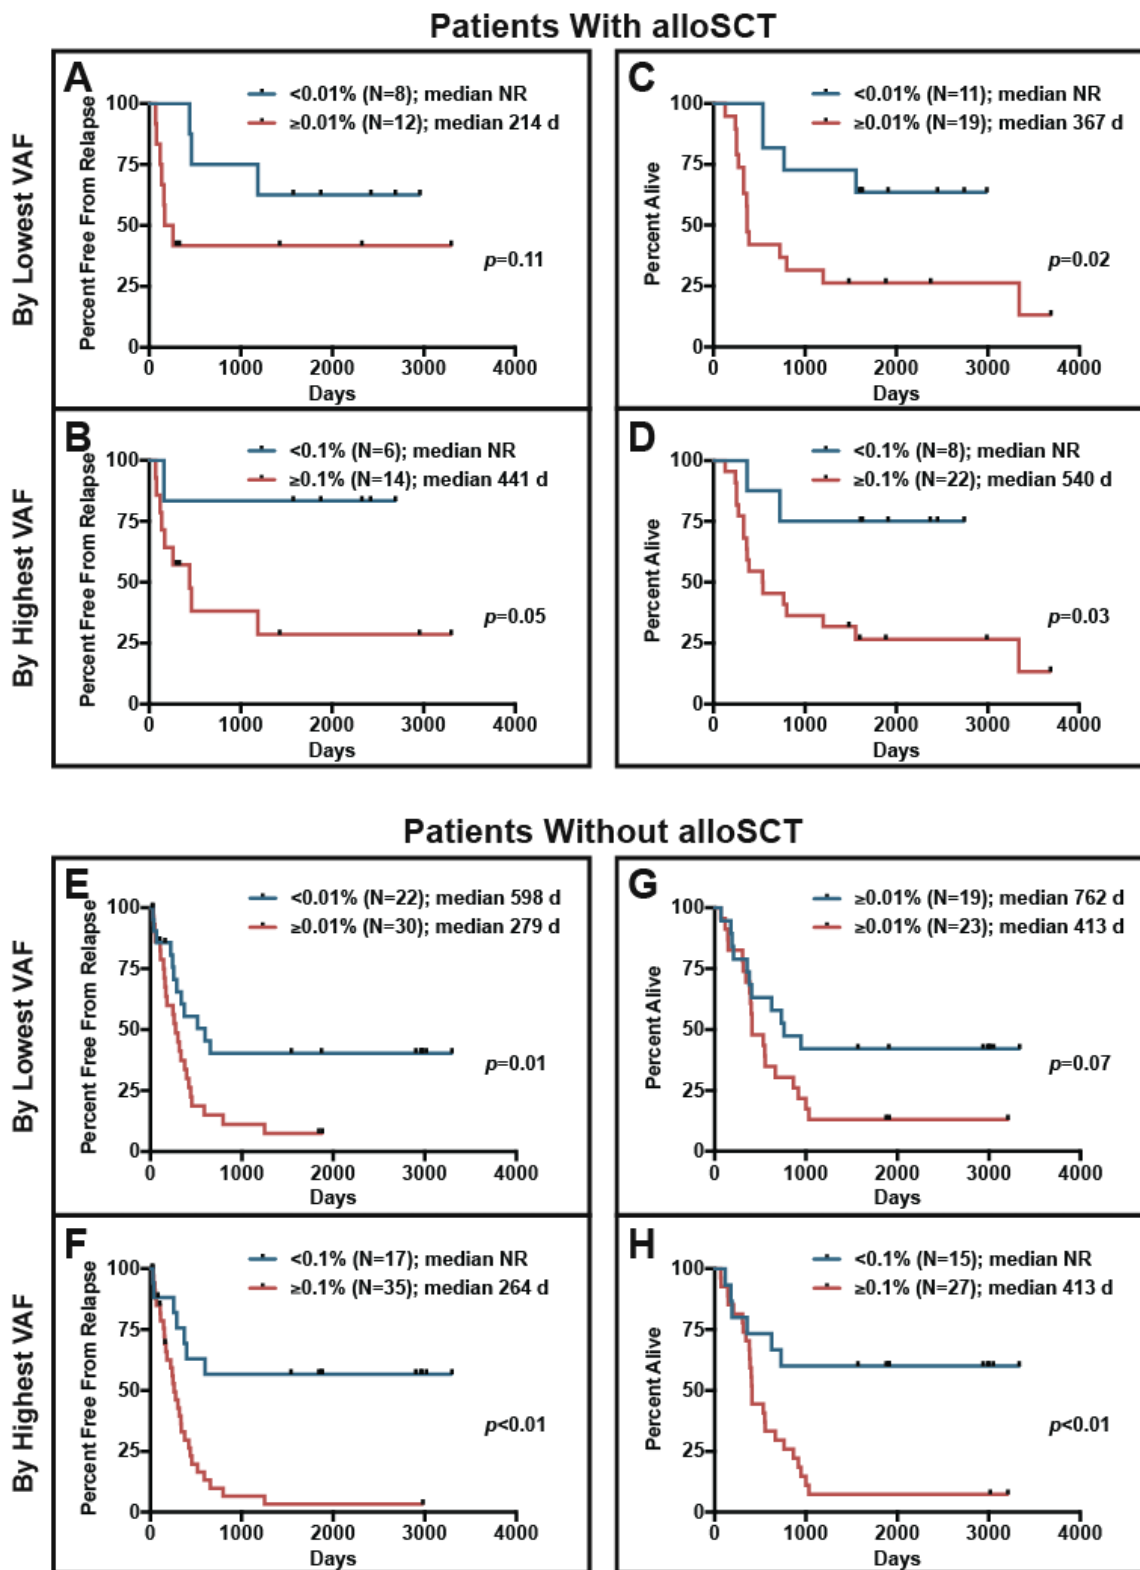 Patients With alloSCT
By Lowest VAF
A
<0.01% (N=8); median NR
≥0.01% (N=12); median 214 d
Percent Free From Relapse
100
75
50
25
0
p=0.11
0 1000 2000 3000 4000
Days
C
<0.01% (N=11); median NR
≥0.01% (N=19); median 367 d
Percent Alive
100
75
50
25
0
p=0.02
0 1000 2000 3000 4000
Days
By Highest VAF
B
<0.1% (N=6); median NR
≥0.1% (N=14); median 441 d
Percent Free From Relapse
100
75
50
25
0
p=0.05
0 1000 2000 3000 4000
Days
D
<0.1% (N=8); median NR
≥0.1% (N=22); median 540 d
Percent Alive
100
75
50
25
0
p=0.03
0 1000 2000 3000 4000
Days
Patients Without alloSCT
By Lowest VAF
E
<0.01% (N=22); median 598 d
≥0.01% (N=30); median 279 d
Percent Free From Relapse
100
75
50
25
0
p=0.01
0 1000 2000 3000 4000
Days
G
≥0.01% (N=19); median 762 d
≥0.01% (N=23); median 413 d
Percent Alive
100
75
50
25
0
p=0.07
0 1000 2000 3000 4000
Days
By Highest VAF
F
<0.1% (N=17); median NR
≥0.1% (N=35); median 264 d
Percent Free From Relapse
100
75
50
25
0
p<0.01
0 1000 2000 3000 4000
Days
H
<0.1% (N=15); median NR
≥0.1% (N=27); median 413 d
Percent Alive
100
75
50
25
0
p<0.01
0 1000 2000 3000 4000
Days